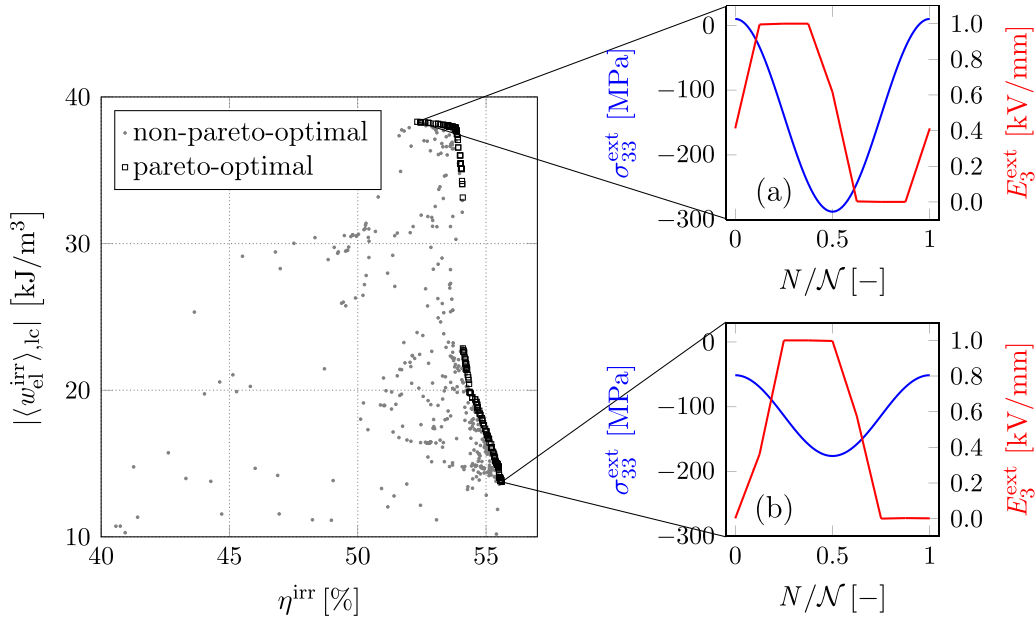 non-pareto-optimal
pareto-optimal
40
30
20
10
40
45
50
55
η^irr [%]
|⟨w_el^irr⟩,lc| [kJ/m³]
0
−100
−200
−300
σ_33^ext [MPa]
(a)
1.0
0.8
0.6
0.4
0.2
0.0
E_3^ext [kV/mm]
0
0.5
1
N/𝒩 [−]
0
−100
−200
−300
σ_33^ext [MPa]
(b)
1.0
0.8
0.6
0.4
0.2
0.0
E_3^ext [kV/mm]
0
0.5
1
N/𝒩 [−]